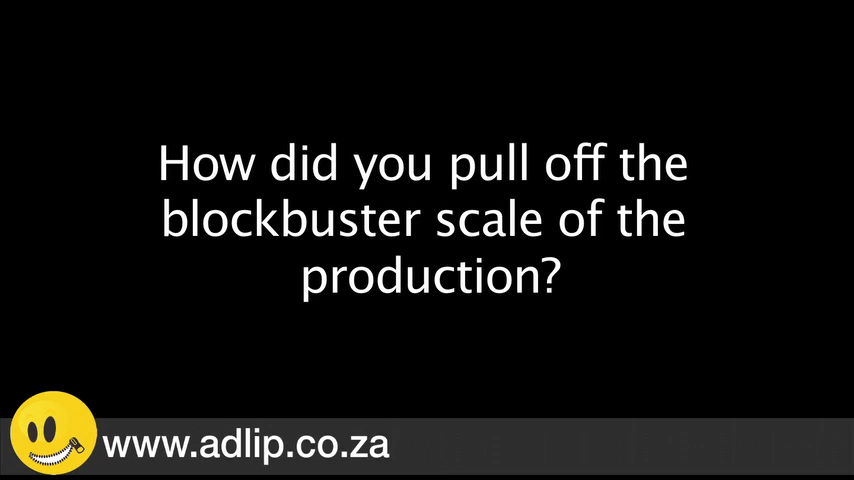 How did you pull off the
blockbuster scale of the
production?
www.adlip.co.za